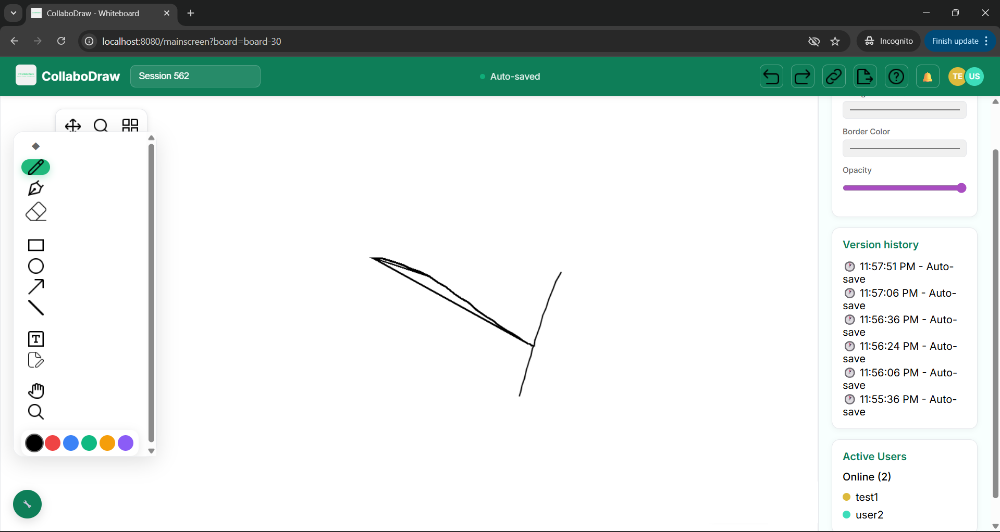 CollaboDraw - Whiteboard
localhost:8080/mainscreen?board=board-30
Incognito
Finish update
CollaboDraw
Session 562
Auto-saved
TE
US
Border Color
Opacity
Version history
11:57:51 PM - Auto-
save
11:57:06 PM - Auto-
save
11:56:36 PM - Auto-
save
11:56:24 PM - Auto-
save
11:56:06 PM - Auto-
save
11:55:36 PM - Auto-
save
Active Users
Online (2)
test1
user2